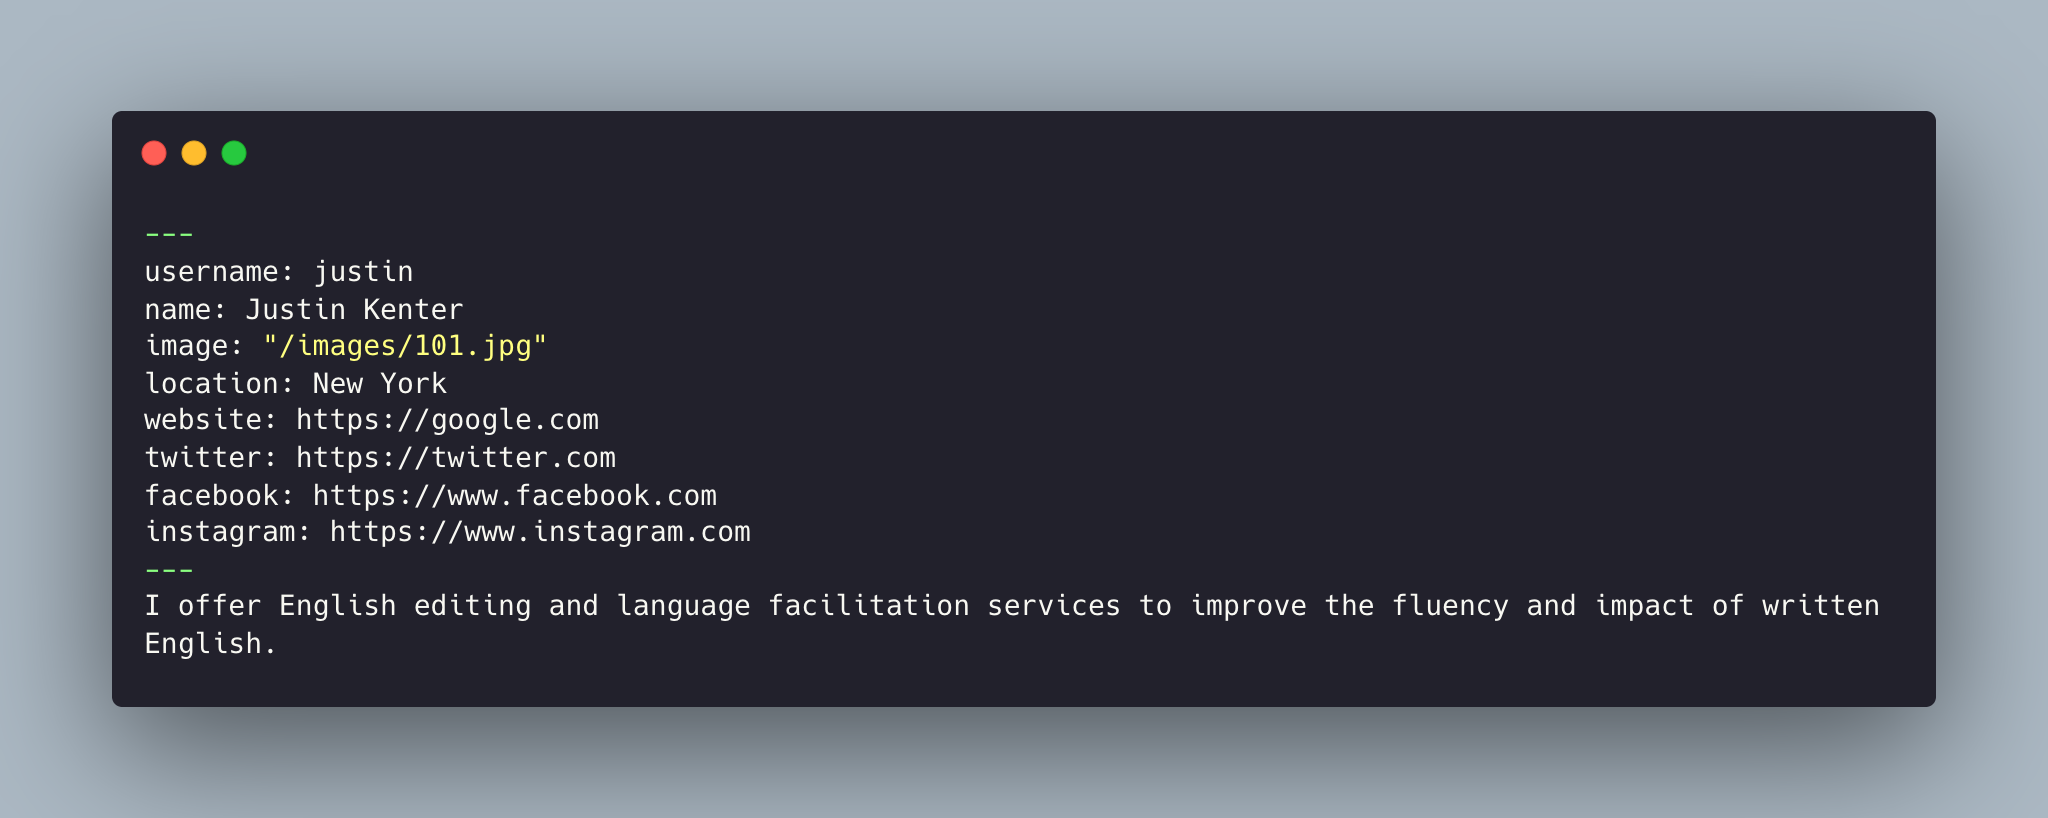 ---
username: justin
name: Justin Kenter
image: "/images/101.jpg"
location: New York
website: https://google.com
twitter: https://twitter.com
facebook: https://www.facebook.com
instagram: https://www.instagram.com
---
I offer English editing and language facilitation services to improve the fluency and impact of written
English.